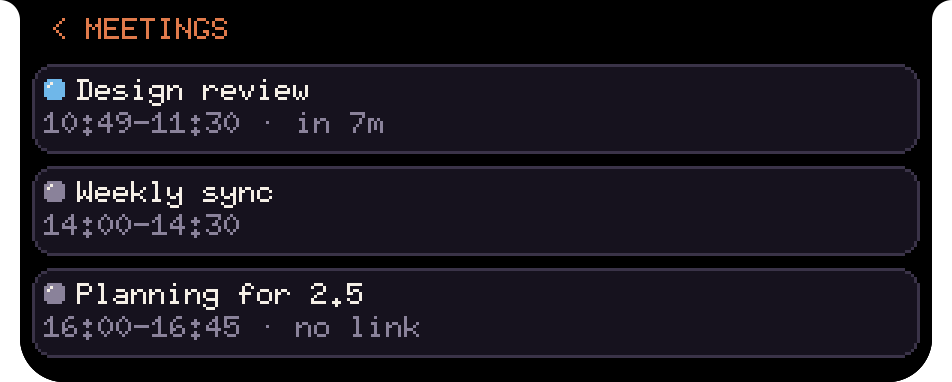 < MEETINGS
Design review
10:49-11:30 · in 7m
Weekly sync
14:00-14:30
Planning for 2.5
16:00-16:45 · no link